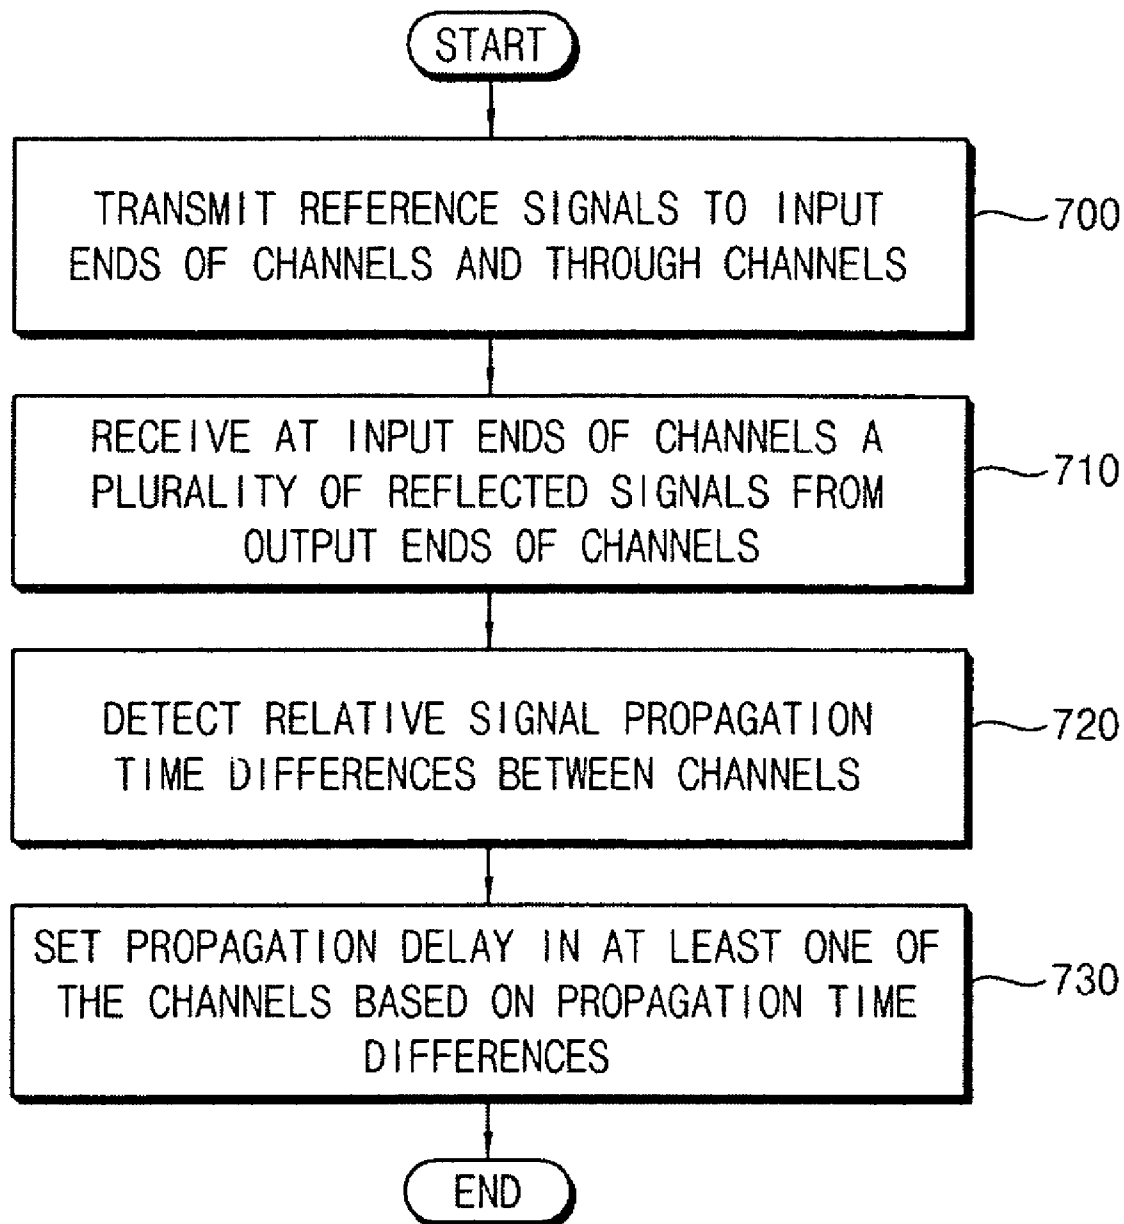 START
TRANSMIT REFERENCE SIGNALS TO INPUT
ENDS OF CHANNELS AND THROUGH CHANNELS
700
RECEIVE AT INPUT ENDS OF CHANNELS A
PLURALITY OF REFLECTED SIGNALS FROM
OUTPUT ENDS OF CHANNELS
710
DETECT RELATIVE SIGNAL PROPAGATION
TIME DIFFERENCES BETWEEN CHANNELS
720
SET PROPAGATION DELAY IN AT LEAST ONE OF
THE CHANNELS BASED ON PROPAGATION TIME
DIFFERENCES
730
END